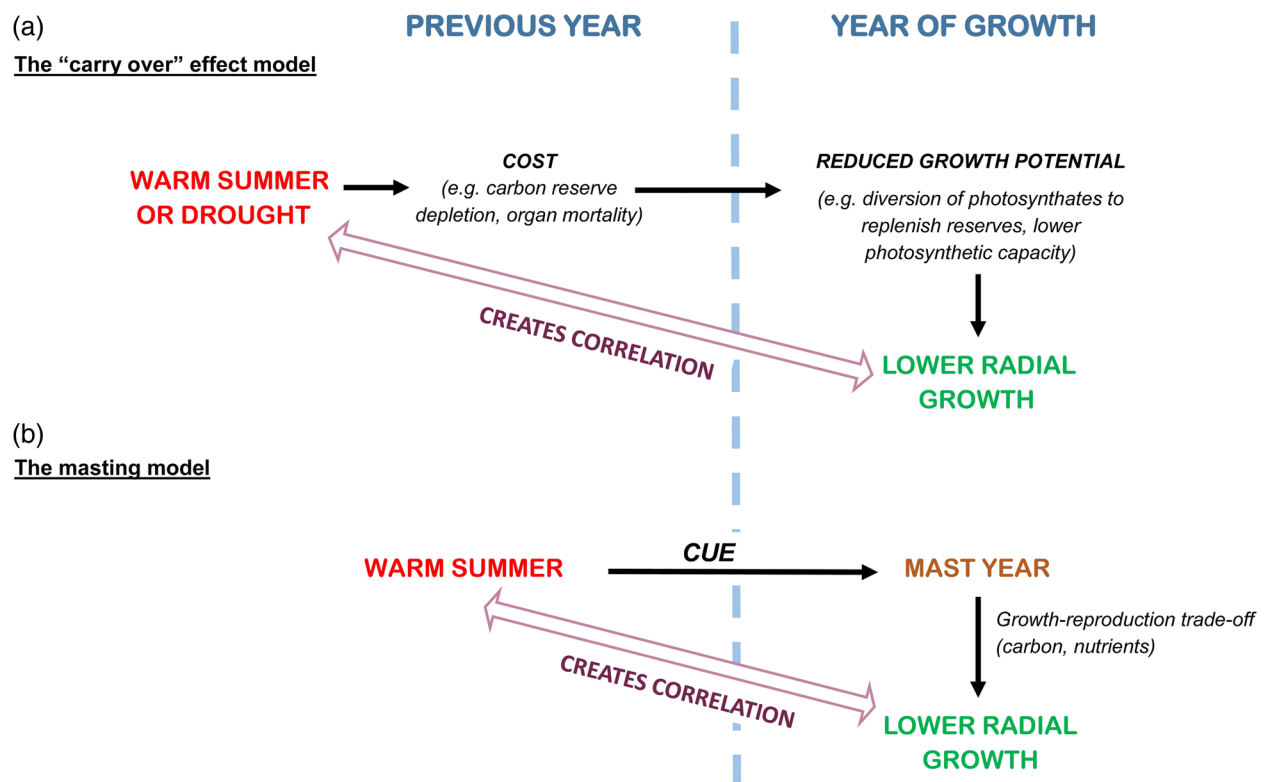 (a)
PREVIOUS YEAR
YEAR OF GROWTH
The “carry over” effect model
WARM SUMMER
OR DROUGHT
COST
(e.g. carbon reserve
depletion, organ mortality)
REDUCED GROWTH POTENTIAL
(e.g. diversion of photosynthates to
replenish reserves, lower
photosynthetic capacity)
CREATES CORRELATION
LOWER RADIAL
GROWTH
(b)
The masting model
WARM SUMMER
CUE
MAST YEAR
Growth-reproduction trade-off
(carbon, nutrients)
CREATES CORRELATION
LOWER RADIAL
GROWTH